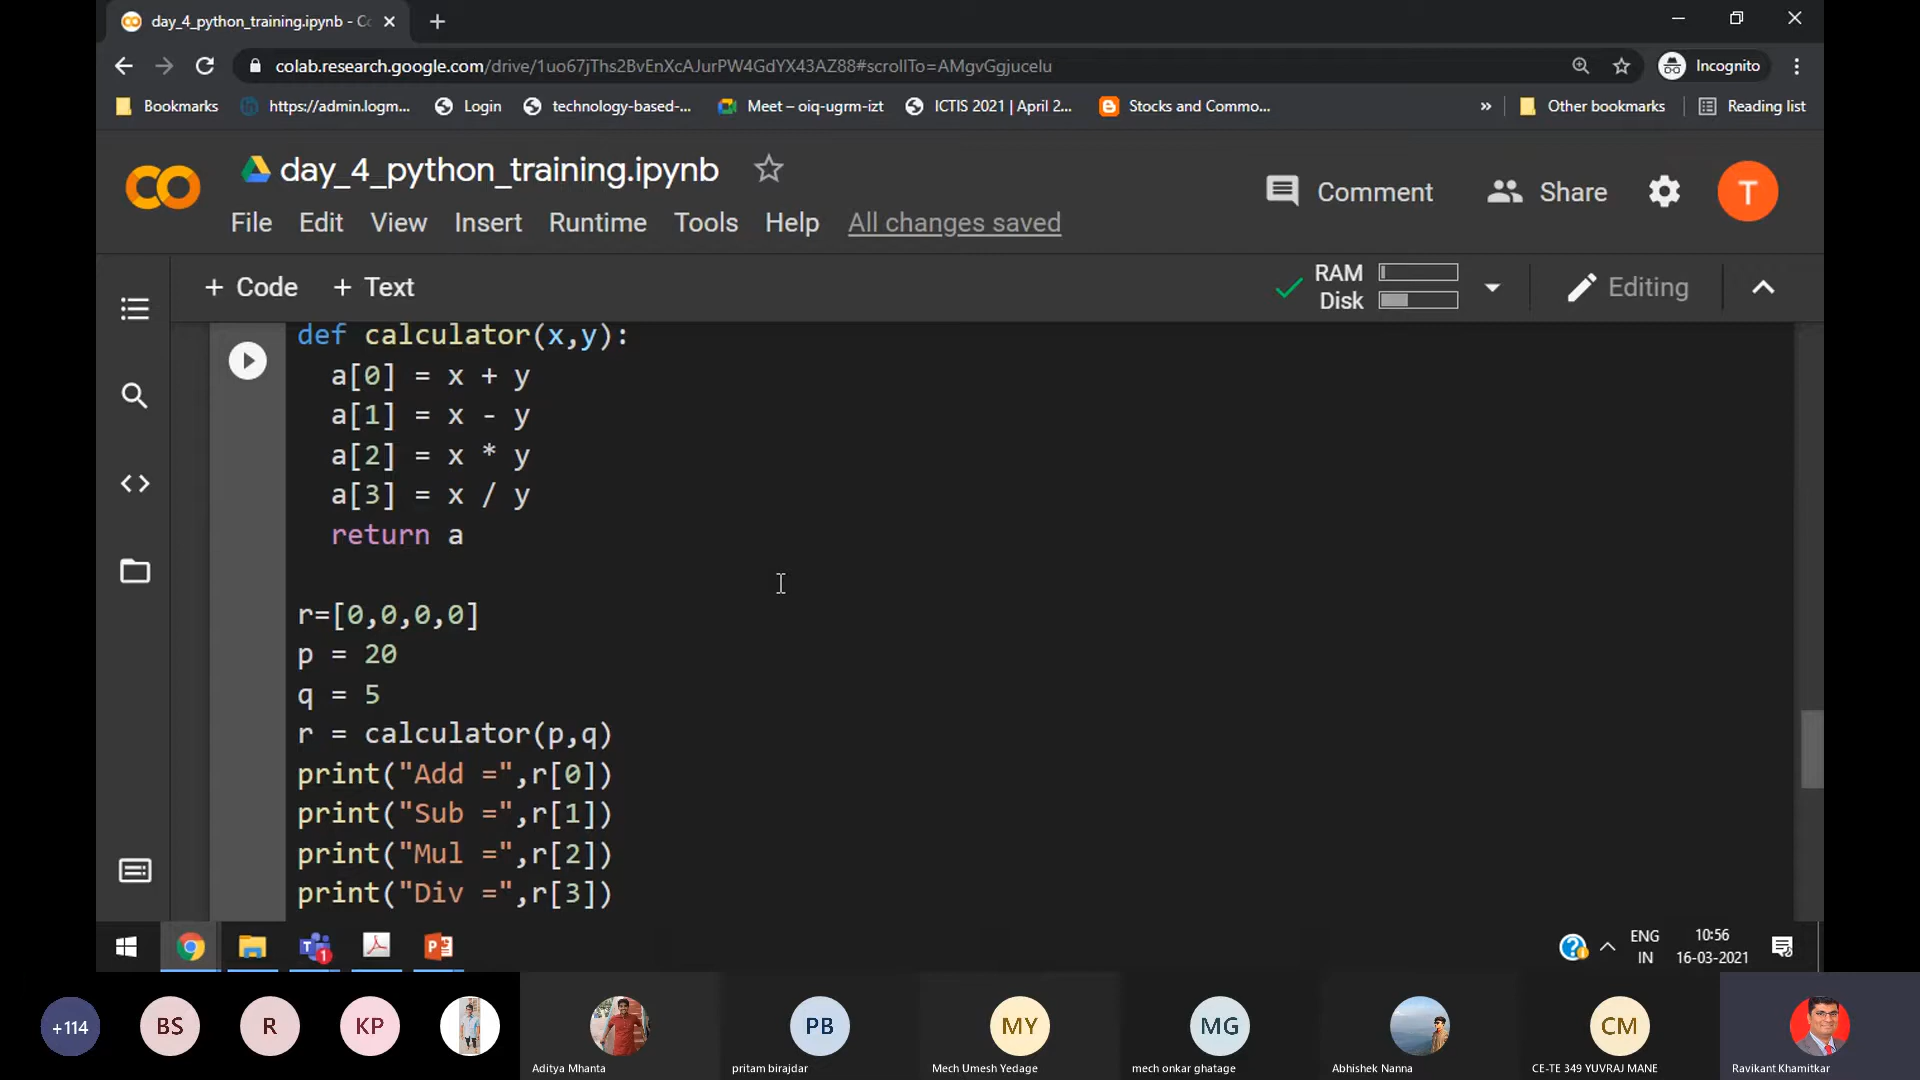 day_4_python_training.ipynb - Co
colab.research.google.com/drive/1uo67jThs2BvEnXcAJurPW4GdYX43AZ88#scrollTo=AMgvGgjucelu
Incognito
Bookmarks
https://admin.logm...
Login
technology-based-...
Meet – oiq-ugrm-izt
ICTIS 2021 | April 2...
Stocks and Commo...
»
Other bookmarks
Reading list
CO
day_4_python_training.ipynb
Comment
Share
T
File Edit View Insert Runtime Tools Help All changes saved
+ Code + Text
RAM
Disk
Editing
def calculator(x,y):
a[0] = x + y
a[1] = x - y
a[2] = x * y
a[3] = x / y
return a
r=[0,0,0,0]
p = 20
q = 5
r = calculator(p,q)
print("Add =",r[0])
print("Sub =",r[1])
print("Mul =",r[2])
print("Div =",r[3])
1
ENG
IN
10:56
16-03-2021
+114
BS
R
KP
PB
MY
MG
CM
Aditya Mhanta
pritam birajdar
Mech Umesh Yedage
mech onkar ghatage
Abhishek Nanna
CE-TE 349 YUVRAJ MANE
Ravikant Khamitkar